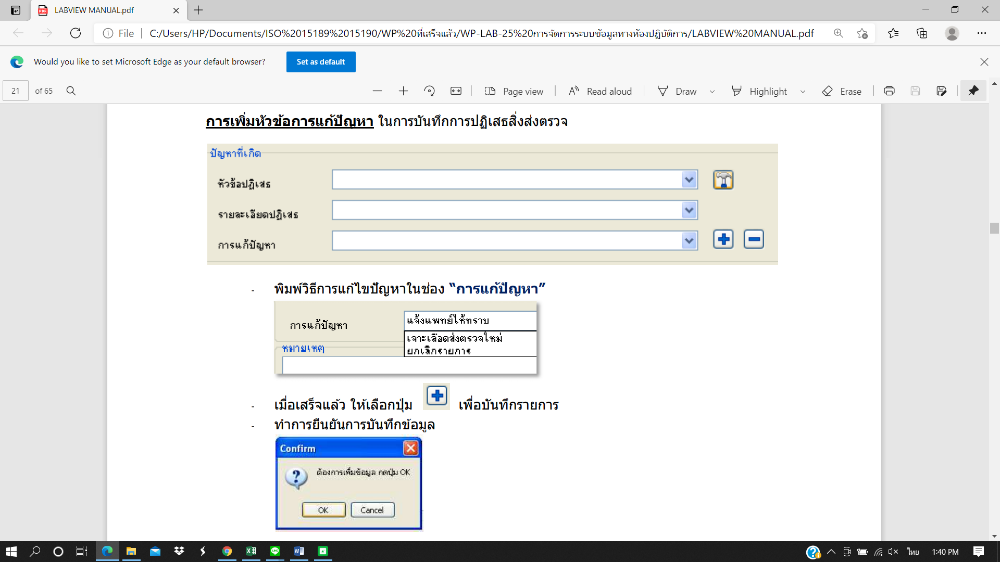 LABVIEW MANUAL.pdf
File | C:/Users/HP/Documents/ISO%2015189%2015190/WP%20ที่เสร็จแล้ว/WP-LAB-25%20การจัดการระบบข้อมูลทางห้องปฏิบัติการ/LABVIEW%20MANUAL.pdf
Would you like to set Microsoft Edge as your default browser? Set as default
21 of 65 Page view Read aloud Draw Highlight Erase
การเพิ่มหัวข้อการแก้ปัญหา ในการบันทึกการปฏิเสธสิ่งส่งตรวจ
ปัญหาที่เกิด
หัวข้อปฏิเสธ
รายละเอียดปฏิเสธ
การแก้ปัญหา
- พิมพ์วิธีการแก้ไขปัญหาในช่อง “การแก้ปัญหา”
แจ้งแพทย์ให้ทราบ
การแก้ปัญหา
เจาะเลือดส่งตรวจใหม่
หมายเหตุ
ยกเลิกรายการ
- เมื่อเสร็จแล้ว ให้เลือกปุ่ม เพื่อบันทึกรายการ
- ทำการยืนยันการบันทึกข้อมูล
Confirm
ต้องการเพิ่มข้อมูล กดปุ่ม OK
OK Cancel
ไทย 1:40 PM